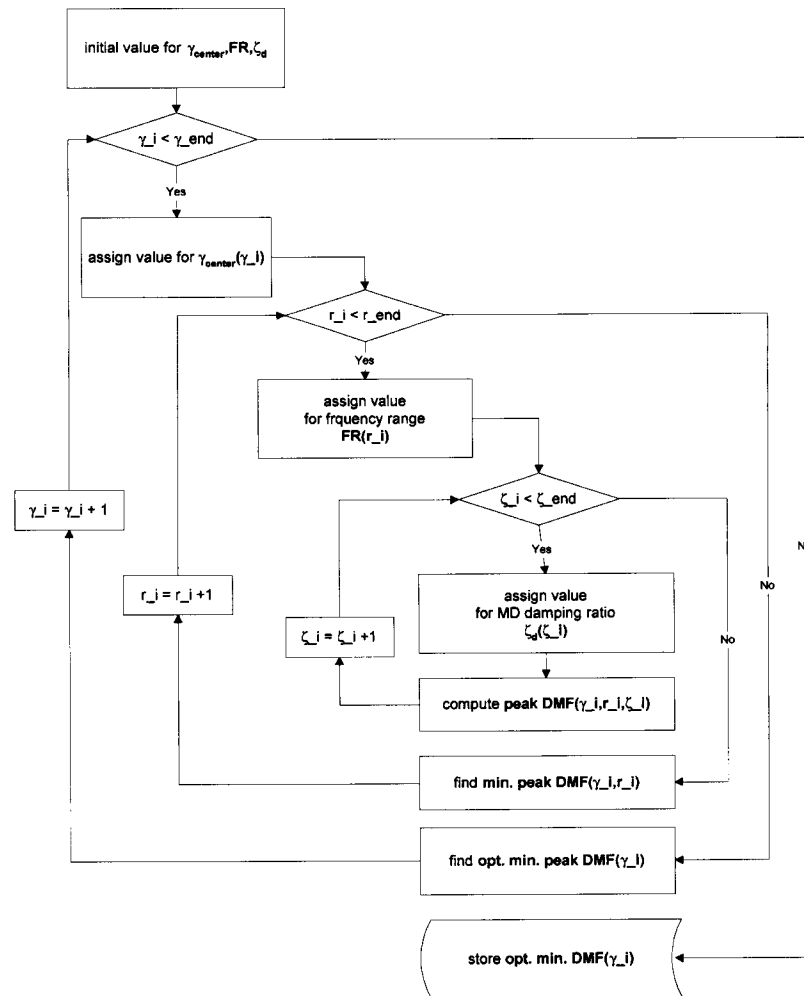 initial value for γcenter,FR,ζd
γ_i < γ_end
Yes
assign value for γcenter(γ_i)
r_i < r_end
Yes
assign value
for frquency range
FR(r_i)
ζ_i < ζ_end
γ_i = γ_i + 1
Yes
N
No
r_i = r_i +1
assign value
for MD damping ratio
ζd(ζ_i)
ζ_i = ζ_i +1
No
compute peak DMF(γ_i,r_i,ζ_i)
find min. peak DMF(γ_i,r_i)
find opt. min. peak DMF(γ_i)
store opt. min. DMF(γ_i)